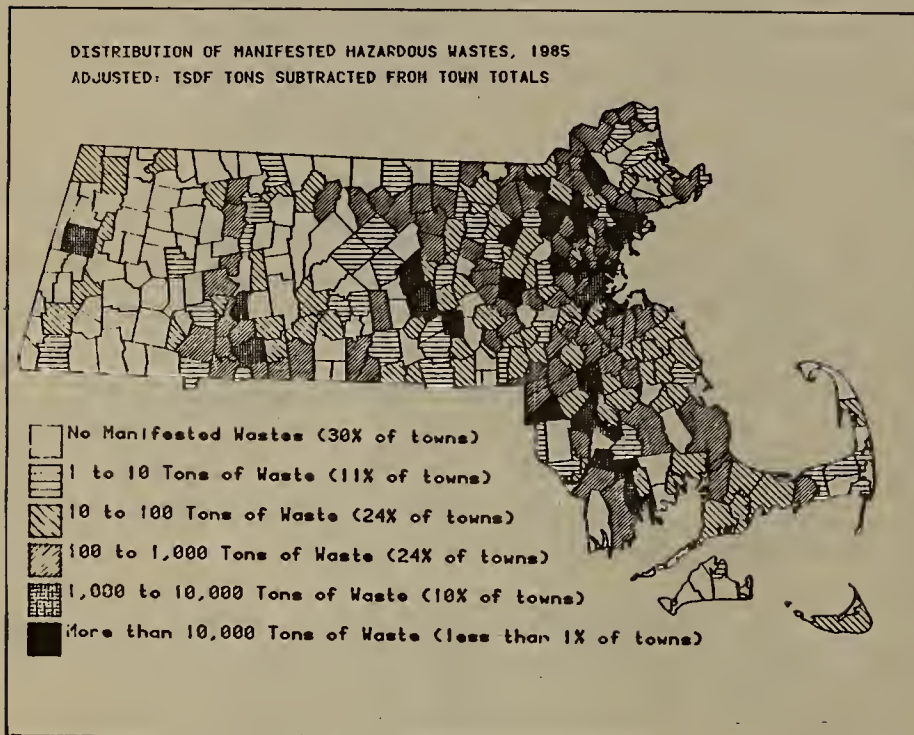 DISTRIBUTION OF MANIFESTED HAZARDOUS WASTES, 1985
ADJUSTED: TSDF TONS SUBTRACTED FROM TOWN TOTALS
No Manifested Wastes (30% of towns)
1 to 10 Tons of Waste (11% of towns)
10 to 100 Tons of Waste (24% of towns)
100 to 1,000 Tons of Waste (24% of towns)
1,000 to 10,000 Tons of Waste (10% of towns)
More than 10,000 Tons of Waste (less than 1% of towns)